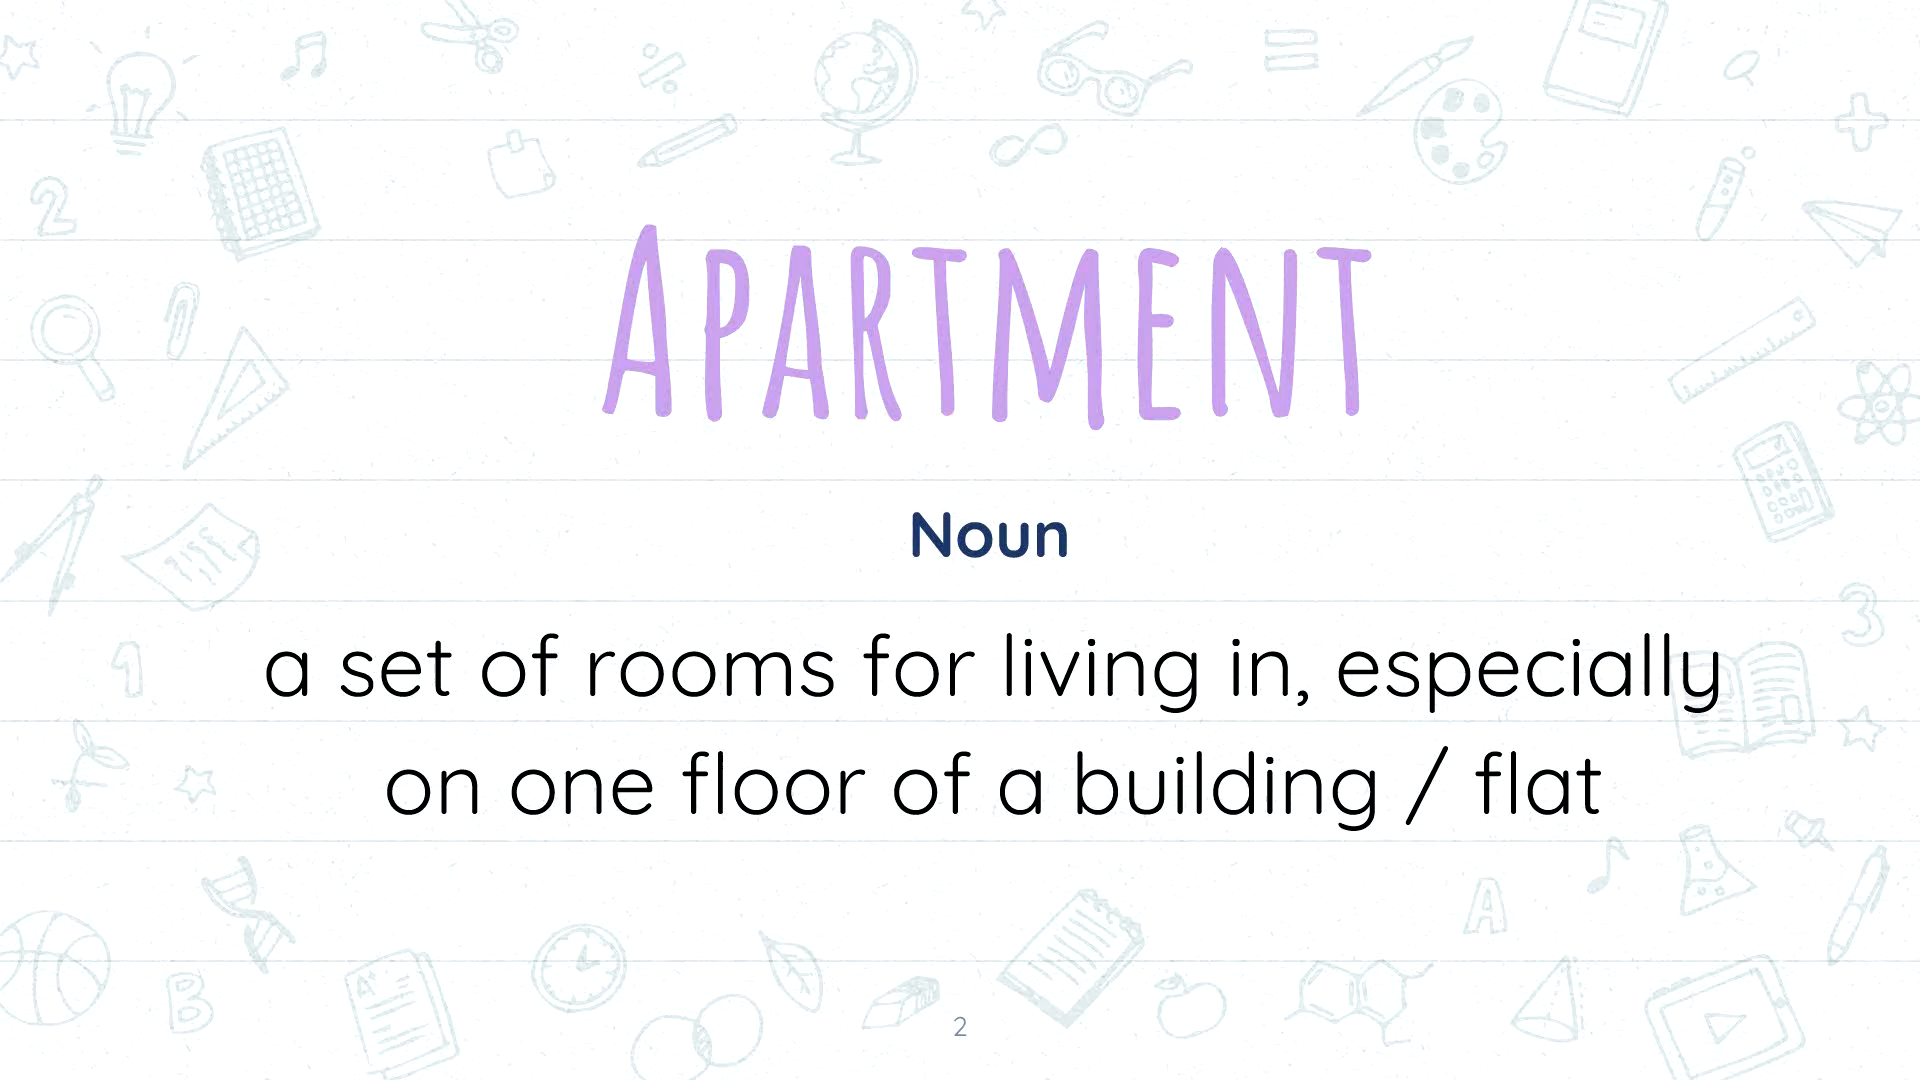 APARTMENT
Noun
a set of rooms for living in, especially
on one floor of a building / flat
2